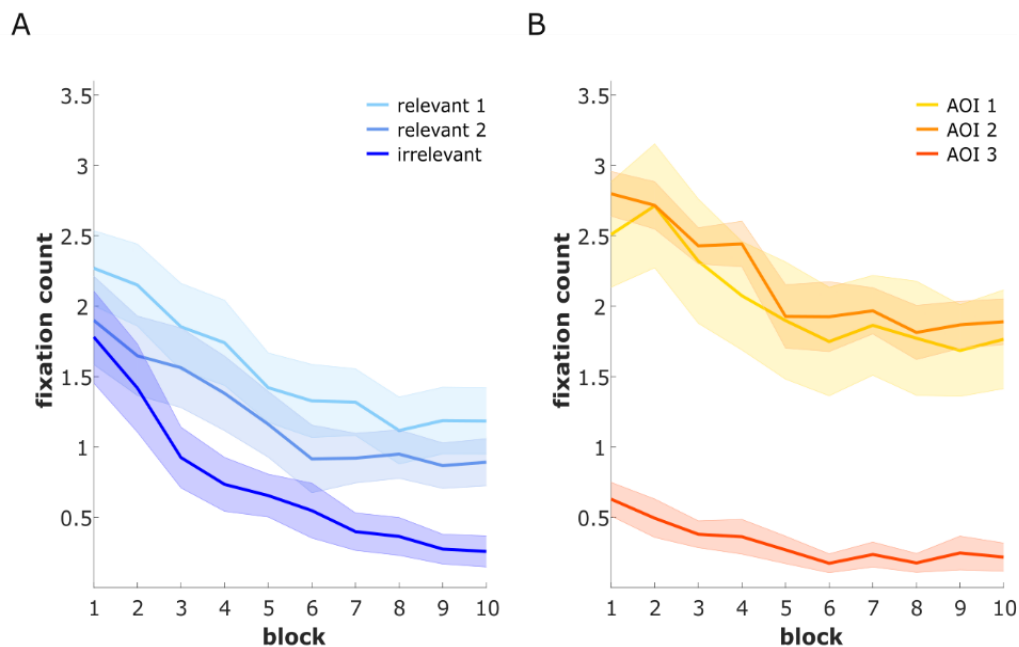 A
3.5
3
2.5
2
1.5
1
0.5
fixation count
relevant 1
relevant 2
irrelevant
1 2 3 4 5 6 7 8 9 10
block
B
3.5
3
2.5
2
1.5
1
0.5
fixation count
AOI 1
AOI 2
AOI 3
1 2 3 4 5 6 7 8 9 10
block